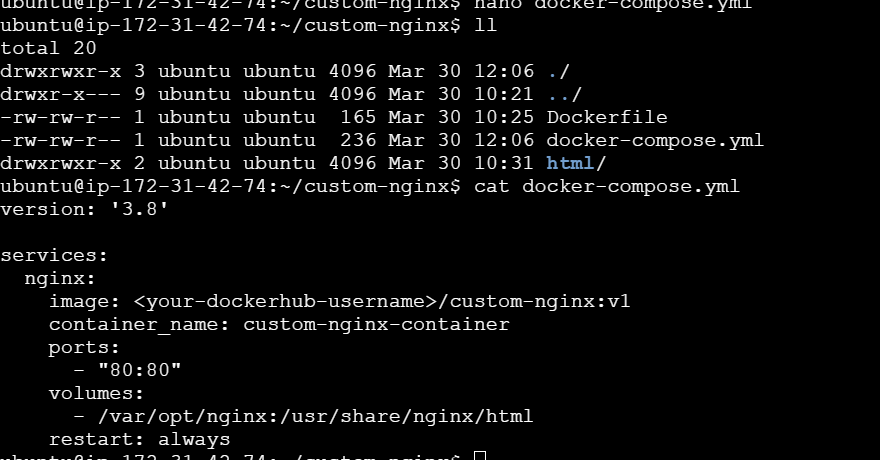 ubuntu@ip-172-31-42-74:~/custom-nginx$ nano docker-compose.yml
ubuntu@ip-172-31-42-74:~/custom-nginx$ ll
total 20
drwxrwxr-x 3 ubuntu ubuntu 4096 Mar 30 12:06 ./
drwxr-x--- 9 ubuntu ubuntu 4096 Mar 30 10:21 ../
-rw-rw-r-- 1 ubuntu ubuntu  165 Mar 30 10:25 Dockerfile
-rw-rw-r-- 1 ubuntu ubuntu  236 Mar 30 12:06 docker-compose.yml
drwxrwxr-x 2 ubuntu ubuntu 4096 Mar 30 10:31 html/
ubuntu@ip-172-31-42-74:~/custom-nginx$ cat docker-compose.yml
version: '3.8'

services:
  nginx:
    image: <your-dockerhub-username>/custom-nginx:v1
    container_name: custom-nginx-container
    ports:
      - "80:80"
    volumes:
      - /var/opt/nginx:/usr/share/nginx/html
    restart: always
ubuntu@ip-172-31-42-74:~/custom-nginx$